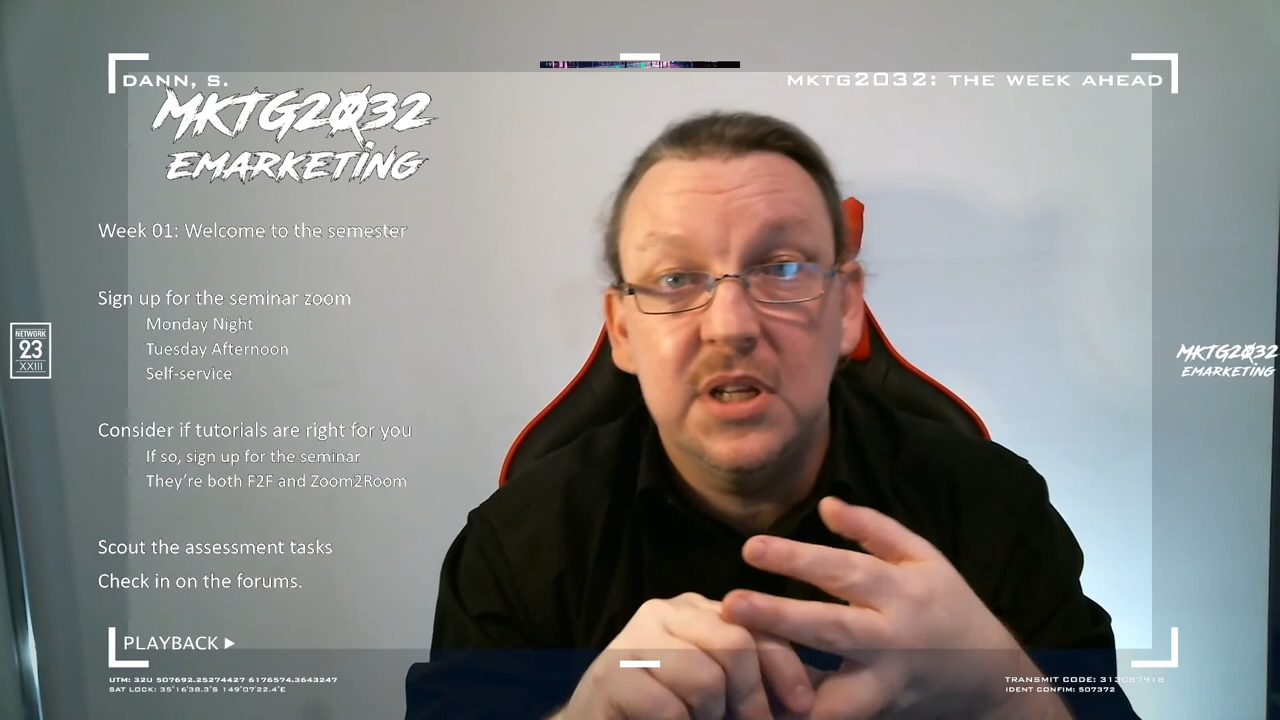 DANN, S.
MKTG2032: THE WEEK AHEAD
MKTG2032
EMARKETING
Week 01: Welcome to the semester
Sign up for the seminar zoom
Monday Night
Tuesday Afternoon
Self-service
NETWORK
23
XXIII
MKTG2032
EMARKETING
Consider if tutorials are right for you
If so, sign up for the seminar
They're both F2F and Zoom2Room
Scout the assessment tasks
Check in on the forums.
PLAYBACK
UTM: 32U 507692.25274427 6176574.3643247
SAT LOCK: 35°16'38.3"S 149°07'22.4"E
TRANSMIT CODE:
IDENT CONFIM: 507372